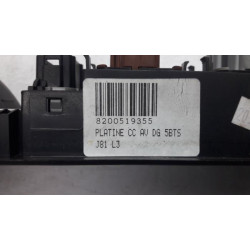 8200519355
PLATINE CC AV DG 5BTS
J81 L3